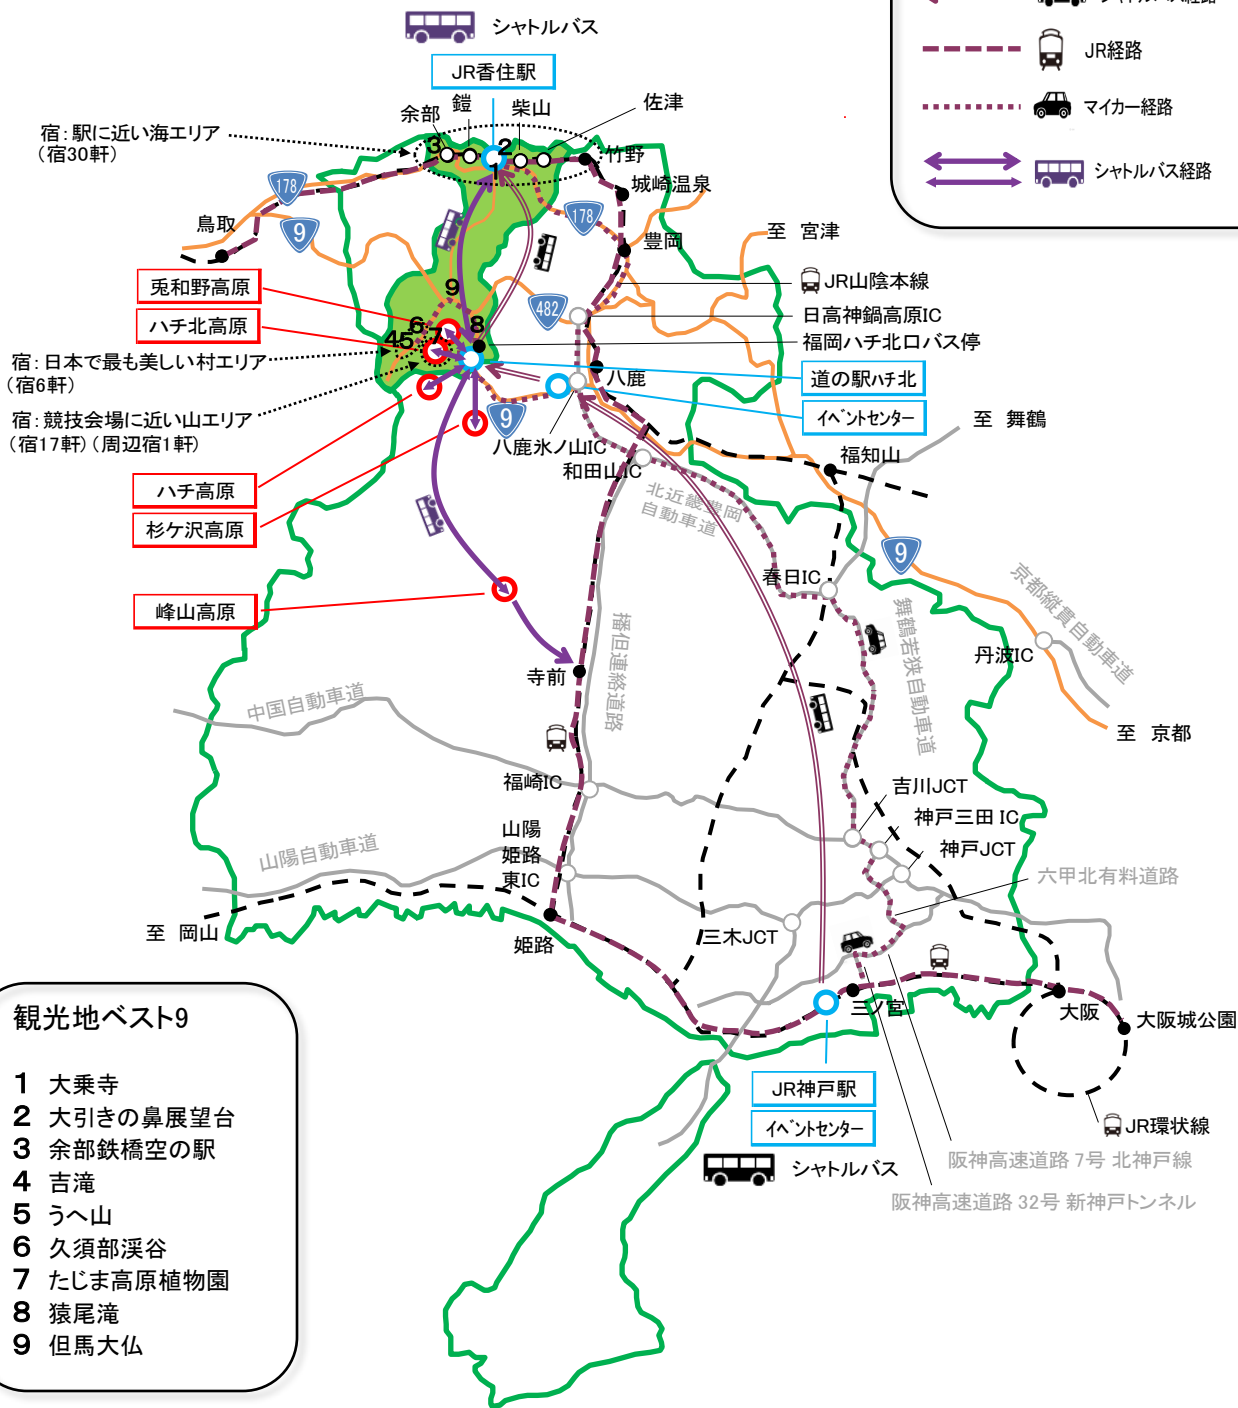 シャトルバス
シャトルバス経路
JR経路
マイカー経路
シャトルバス経路
JR香住駅
余部
鎧
柴山
佐津
宿：駅に近い海エリア
（宿30軒）
3
2
1
竹野
城崎温泉
178
178
9
鳥取
豊岡
至 宮津
兎和野高原
ハチ北高原
JR山陰本線
482
日高神鍋高原IC
福岡ハチ北口バス停
9
6
8
45
7
宿：日本で最も美しい村エリア
（宿6軒）
八鹿
道の駅ハチ北
イベントセンター
宿：競技会場に近い山エリア
（宿17軒）（周辺宿1軒）
9
至 舞鶴
八鹿氷ノ山IC
和田山IC
福知山
ハチ高原
杉ケ沢高原
北近畿豊岡
自動車道
9
春日IC
京都縦貫自動車道
峰山高原
播但連絡道路
舞鶴若狭自動車道
丹波IC
寺前
中国自動車道
至 京都
福崎IC
吉川JCT
神戸三田 IC
神戸JCT
山陽
姫路
東IC
山陽自動車道
六甲北有料道路
至 岡山
姫路
三木JCT
三ノ宮
大阪
大阪城公園
JR神戸駅
イベントセンター
シャトルバス
JR環状線
阪神高速道路 7号 北神戸線
阪神高速道路 32号 新神戸トンネル
観光地ベスト9
1 大乗寺
2 大引きの鼻展望台
3 余部鉄橋空の駅
4 吉滝
5 うへ山
6 久須部渓谷
7 たじま高原植物園
8 猿尾滝
9 但馬大仏